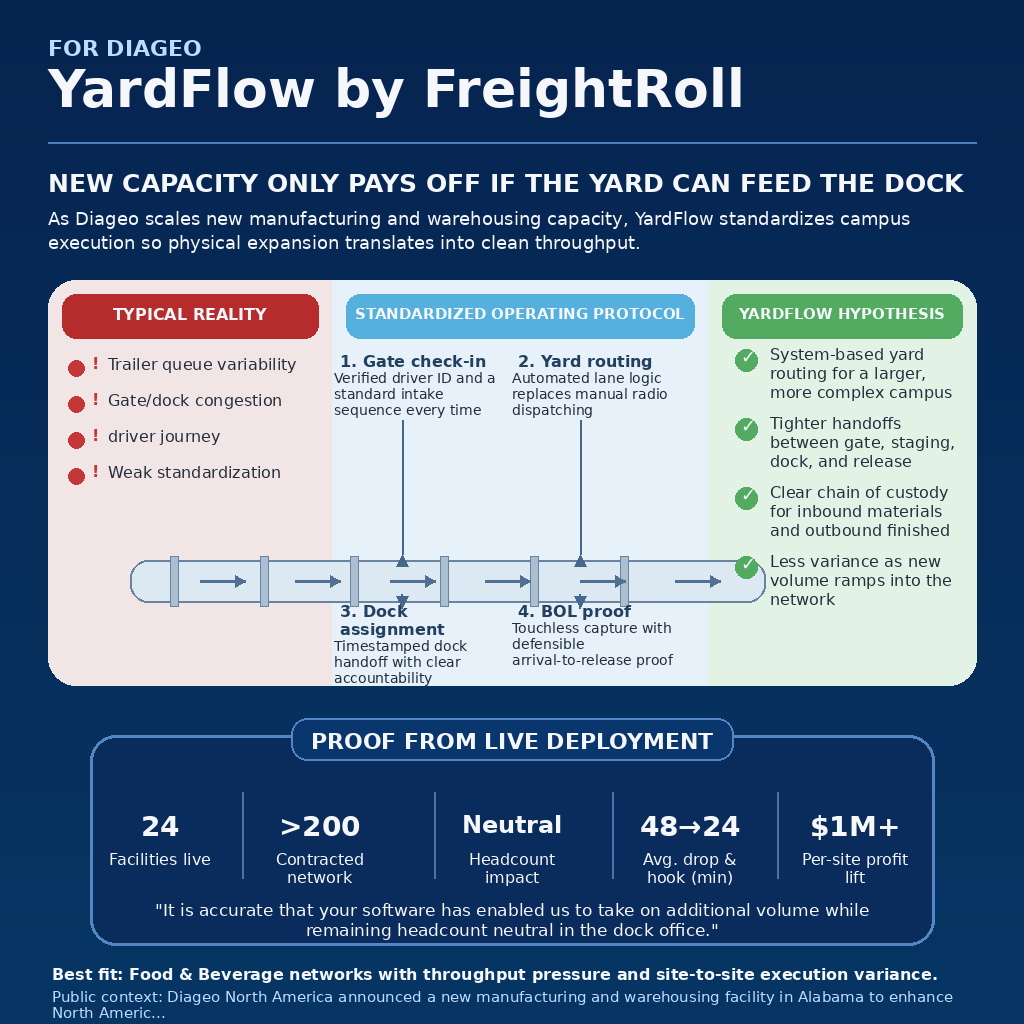 FOR DIAGEO
YardFlow by FreightRoll
NEW CAPACITY ONLY PAYS OFF IF THE YARD CAN FEED THE DOCK
As Diageo scales new manufacturing and warehousing capacity, YardFlow standardizes campus
execution so physical expansion translates into clean throughput.
TYPICAL REALITY
! Trailer queue variability
! Gate/dock congestion
! driver journey
! Weak standardization
STANDARDIZED OPERATING PROTOCOL
1. Gate check-in
Verified driver ID and a
standard intake
sequence every time
2. Yard routing
Automated lane logic
replaces manual radio
dispatching
3. Dock
assignment
Timestamped dock
handoff with clear
accountability
4. BOL proof
Touchless capture with
defensible
arrival-to-release proof
YARDFLOW HYPOTHESIS
✓ System-based yard
routing for a larger,
more complex campus
✓ Tighter handoffs
between gate, staging,
dock, and release
✓ Clear chain of custody
for inbound materials
and outbound finished
✓ Less variance as new
volume ramps into the
network
PROOF FROM LIVE DEPLOYMENT
24
Facilities live
>200
Contracted
network
Neutral
Headcount
impact
48→24
Avg. drop &
hook (min)
$1M+
Per-site profit
lift
"It is accurate that your software has enabled us to take on additional volume while
remaining headcount neutral in the dock office."
Best fit: Food & Beverage networks with throughput pressure and site-to-site execution variance.
Public context: Diageo North America announced a new manufacturing and warehousing facility in Alabama to enhance
North Americ...